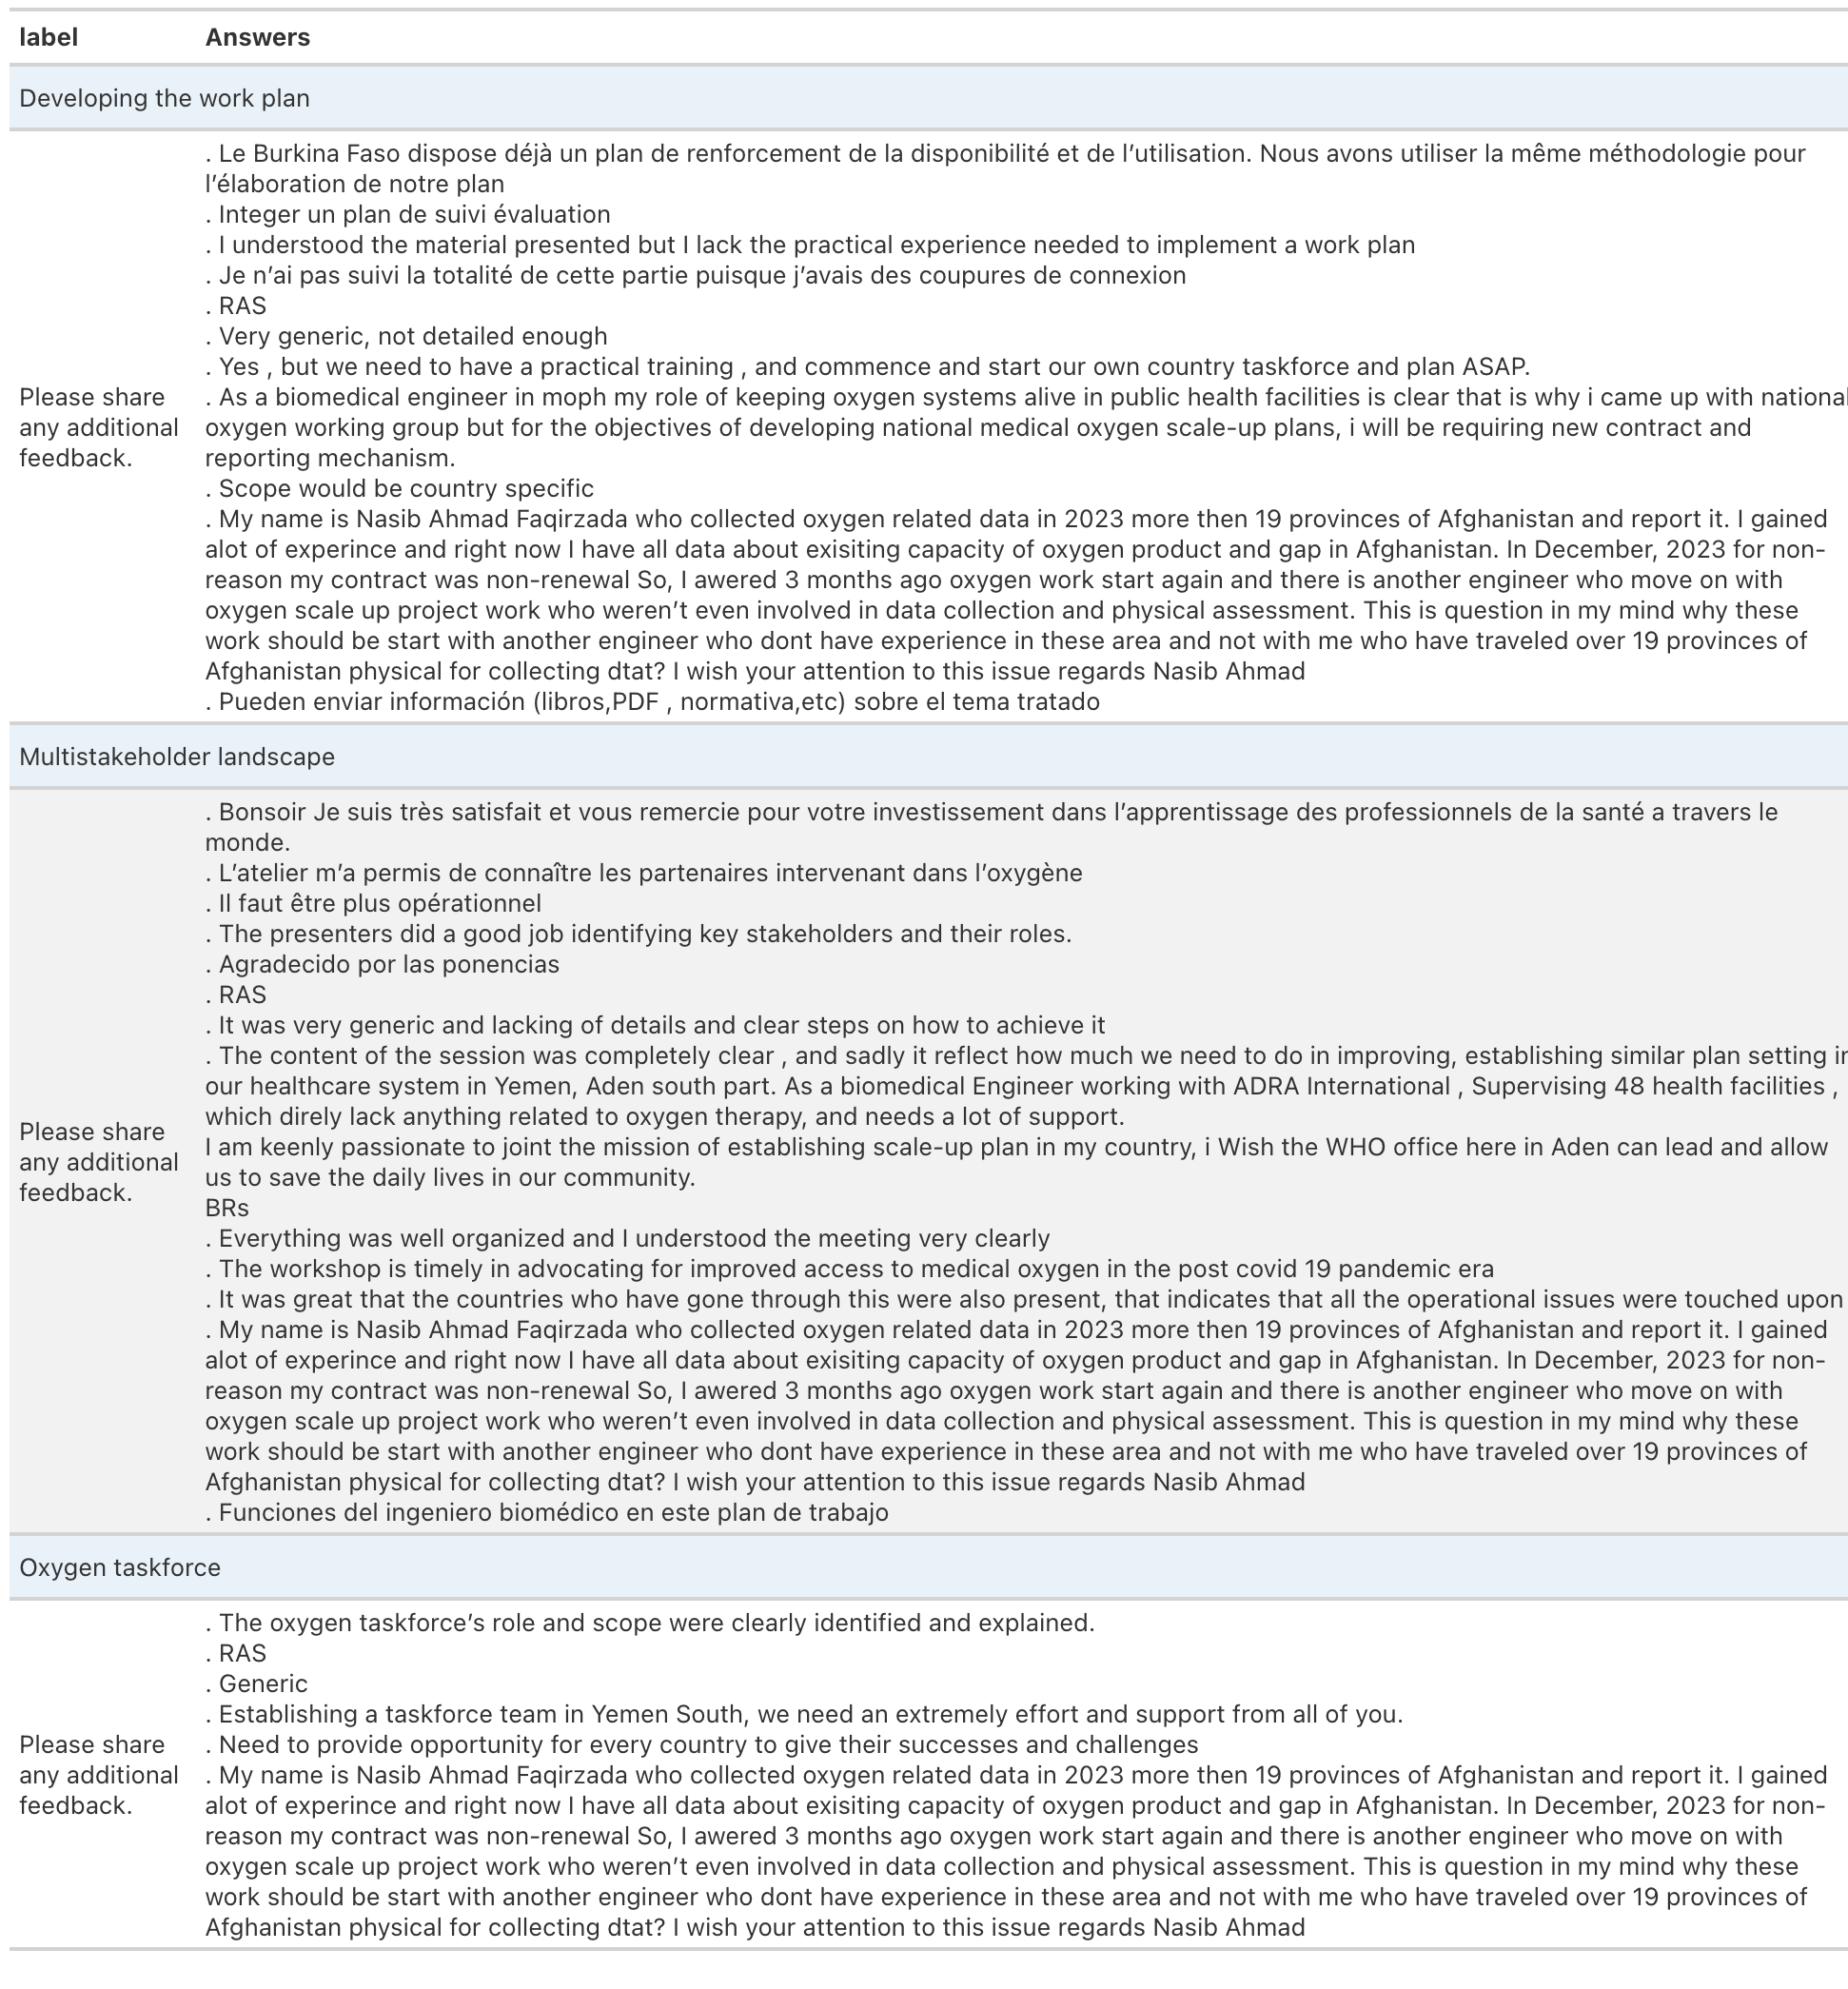 label Answers
Developing the work plan
. Le Burkina Faso dispose déjà un plan de renforcement de la disponibilité et de l'utilisation. Nous avons utiliser la même méthodologie pour
l'élaboration de notre plan
. Integer un plan de suivi évaluation
. I understood the material presented but I lack the practical experience needed to implement a work plan
. Je n'ai pas suivi la totalité de cette partie puisque j'avais des coupures de connexion
. RAS
. Very generic, not detailed enough
. Yes , but we need to have a practical training , and commence and start our own country taskforce and plan ASAP.
Please share
any additional
feedback.
. As a biomedical engineer in moph my role of keeping oxygen systems alive in public health facilities is clear that is why i came up with national
oxygen working group but for the objectives of developing national medical oxygen scale-up plans, i will be requiring new contract and
reporting mechanism.
. Scope would be country specific
. My name is Nasib Ahmad Faqirzada who collected oxygen related data in 2023 more then 19 provinces of Afghanistan and report it. I gained
alot of experince and right now I have all data about exisiting capacity of oxygen product and gap in Afghanistan. In December, 2023 for non-
reason my contract was non-renewal So, I awered 3 months ago oxygen work start again and there is another engineer who move on with
oxygen scale up project work who weren't even involved in data collection and physical assessment. This is question in my mind why these
work should be start with another engineer who dont have experience in these area and not with me who have traveled over 19 provinces of
Afghanistan physical for collecting dtat? I wish your attention to this issue regards Nasib Ahmad
. Pueden enviar información (libros,PDF , normativa,etc) sobre el tema tratado
Multistakeholder landscape
. Bonsoir Je suis très satisfait et vous remercie pour votre investissement dans l'apprentissage des professionnels de la santé a travers le
monde.
. L'atelier m'a permis de connaître les partenaires intervenant dans l'oxygène
. Il faut être plus opérationnel
. The presenters did a good job identifying key stakeholders and their roles.
. Agradecido por las ponencias
. RAS
. It was very generic and lacking of details and clear steps on how to achieve it
. The content of the session was completely clear , and sadly it reflect how much we need to do in improving, establishing similar plan setting in
our healthcare system in Yemen, Aden south part. As a biomedical Engineer working with ADRA International , Supervising 48 health facilities ,
which direly lack anything related to oxygen therapy, and needs a lot of support.
Please share
any additional
feedback.
I am keenly passionate to joint the mission of establishing scale-up plan in my country, i Wish the WHO office here in Aden can lead and allow
us to save the daily lives in our community.
BRs
. Everything was well organized and I understood the meeting very clearly
. The workshop is timely in advocating for improved access to medical oxygen in the post covid 19 pandemic era
. It was great that the countries who have gone through this were also present, that indicates that all the operational issues were touched upon
. My name is Nasib Ahmad Faqirzada who collected oxygen related data in 2023 more then 19 provinces of Afghanistan and report it. I gained
alot of experince and right now I have all data about exisiting capacity of oxygen product and gap in Afghanistan. In December, 2023 for non-
reason my contract was non-renewal So, I awered 3 months ago oxygen work start again and there is another engineer who move on with
oxygen scale up project work who weren't even involved in data collection and physical assessment. This is question in my mind why these
work should be start with another engineer who dont have experience in these area and not with me who have traveled over 19 provinces of
Afghanistan physical for collecting dtat? I wish your attention to this issue regards Nasib Ahmad
. Funciones del ingeniero biomédico en este plan de trabajo
Oxygen taskforce
. The oxygen taskforce's role and scope were clearly identified and explained.
. RAS
. Generic
. Establishing a taskforce team in Yemen South, we need an extremely effort and support from all of you.
Please share
any additional
feedback.
. Need to provide opportunity for every country to give their successes and challenges
. My name is Nasib Ahmad Faqirzada who collected oxygen related data in 2023 more then 19 provinces of Afghanistan and report it. I gained
alot of experince and right now I have all data about exisiting capacity of oxygen product and gap in Afghanistan. In December, 2023 for non-
reason my contract was non-renewal So, I awered 3 months ago oxygen work start again and there is another engineer who move on with
oxygen scale up project work who weren't even involved in data collection and physical assessment. This is question in my mind why these
work should be start with another engineer who dont have experience in these area and not with me who have traveled over 19 provinces of
Afghanistan physical for collecting dtat? I wish your attention to this issue regards Nasib Ahmad